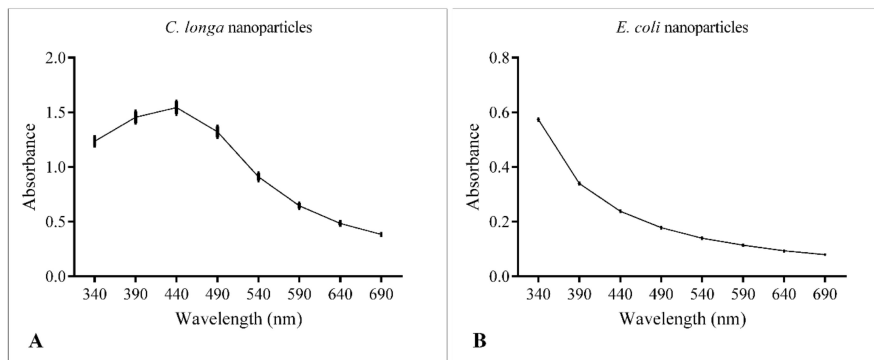 C. longa nanoparticles
2.0
1.5
1.0
0.5
0.0
Absorbance
340 390 440 490 540 590 640 690
Wavelength (nm)
A
E. coli nanoparticles
0.8
0.6
0.4
0.2
0.0
Absorbance
340 390 440 490 540 590 640 690
Wavelength (nm)
B